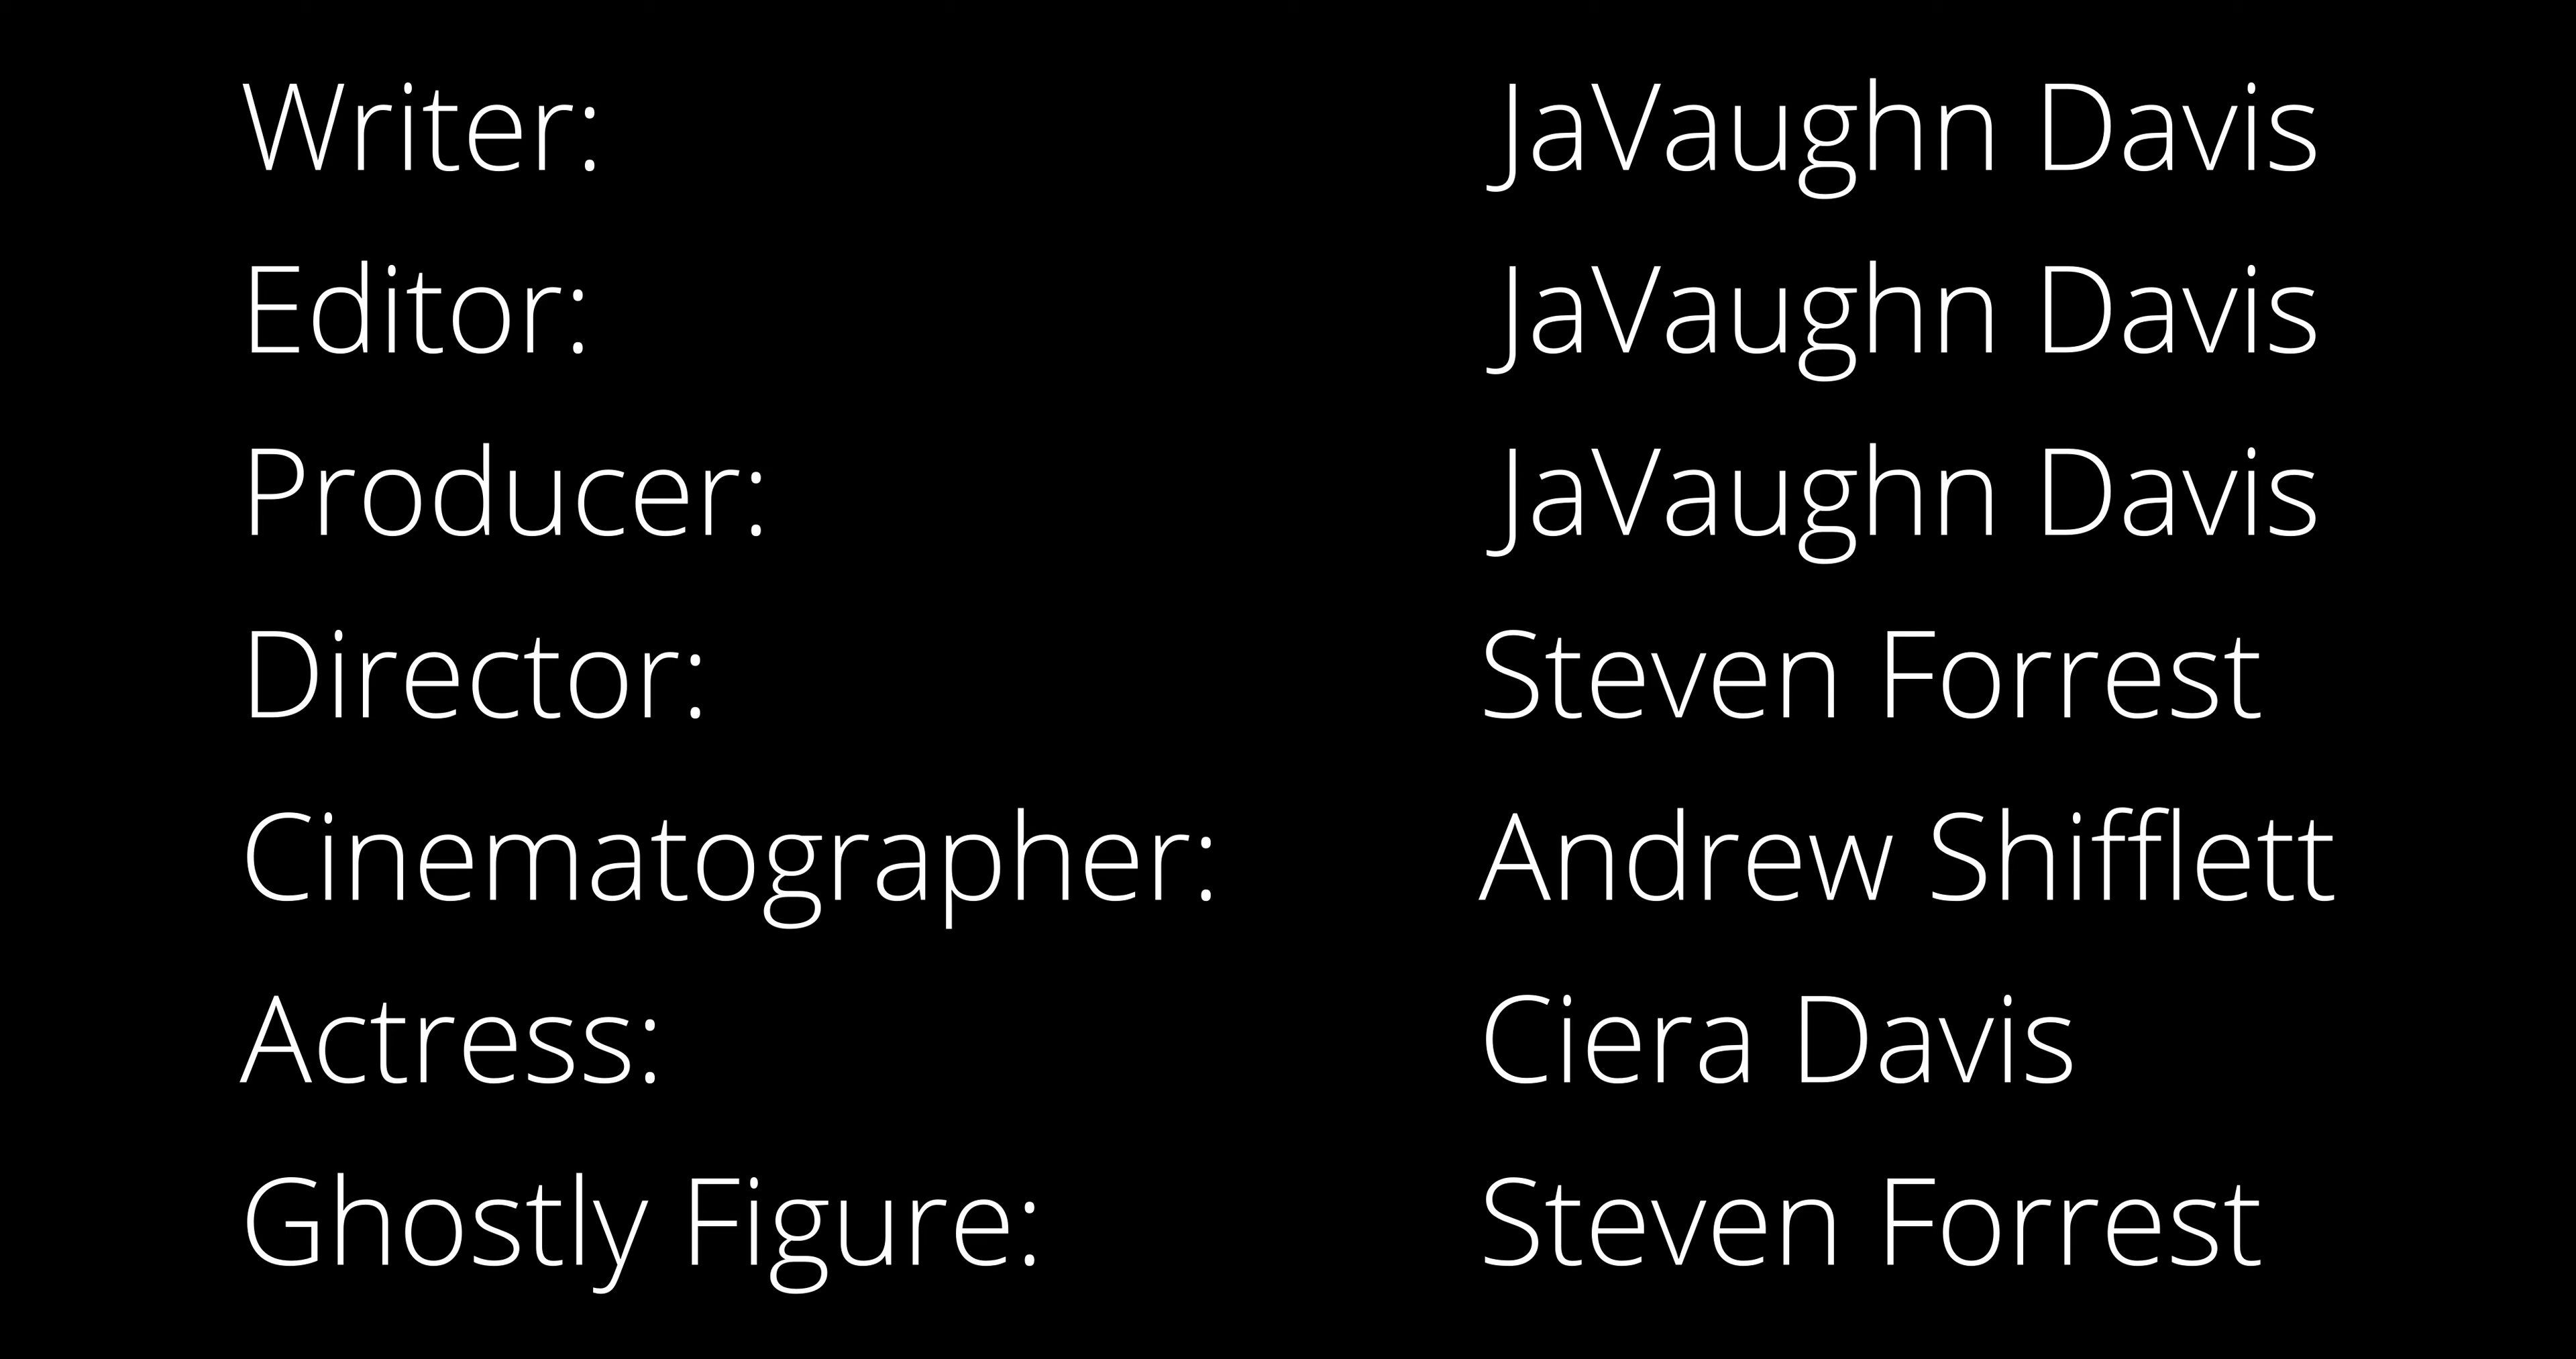 Writer: JaVaughn Davis
Editor: JaVaughn Davis
Producer: JaVaughn Davis
Director: Steven Forrest
Cinematographer: Andrew Shifflett
Actress: Ciera Davis
Ghostly Figure: Steven Forrest